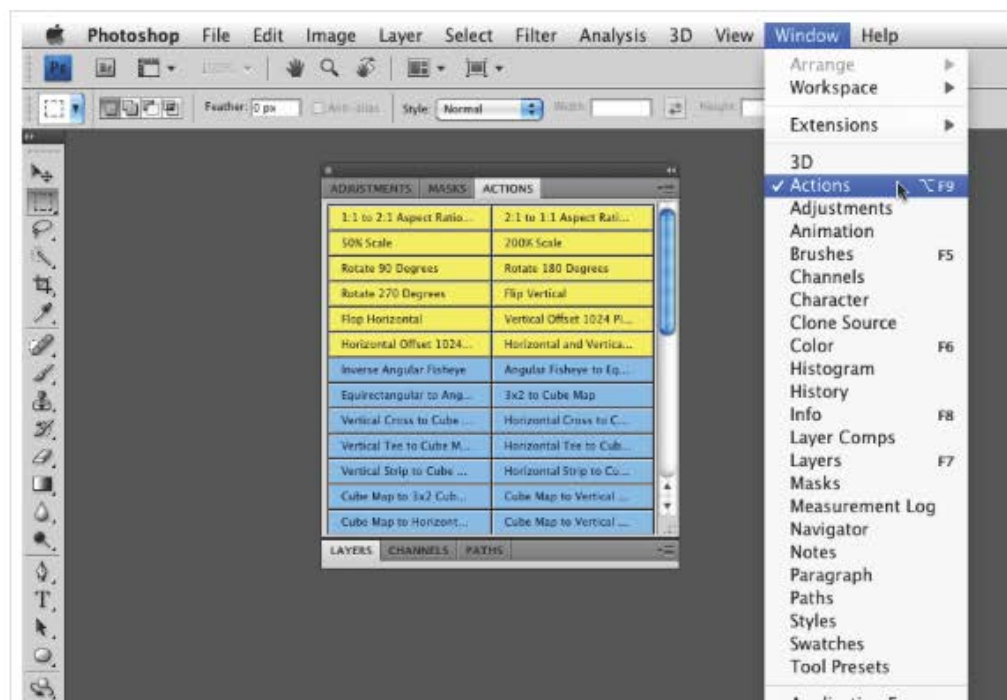 Photoshop File Edit Image Layer Select Filter Analysis 3D View Window Help
Ps Br 100%
Feather: 0 px Anti-alias Style: Normal Width: Height:
ADJUSTMENTS MASKS ACTIONS
1:1 to 2:1 Aspect Ratio... 2:1 to 1:1 Aspect Rati...
50% Scale 200% Scale
Rotate 90 Degrees Rotate 180 Degrees
Rotate 270 Degrees Flip Vertical
Flop Horizontal Vertical Offset 1024 Pi...
Horizontal Offset 1024... Horizontal and Vertica...
Inverse Angular Fisheye Angular Fisheye to Eq...
Equirectangular to Ang... 3x2 to Cube Map
Vertical Cross to Cube ... Horizontal Cross to C...
Vertical Tee to Cube M... Horizontal Tee to Cub...
Vertical Strip to Cube ... Horizontal Strip to Cu...
Cube Map to 3x2 Cub... Cube Map to Vertical ...
Cube Map to Horizont... Cube Map to Vertical ...
LAYERS CHANNELS PATHS
Arrange
Workspace
Extensions
3D
✓ Actions ⌥F9
Adjustments
Animation
Brushes F5
Channels
Character
Clone Source
Color F6
Histogram
History
Info F8
Layer Comps
Layers F7
Masks
Measurement Log
Navigator
Notes
Paragraph
Paths
Styles
Swatches
Tool Presets